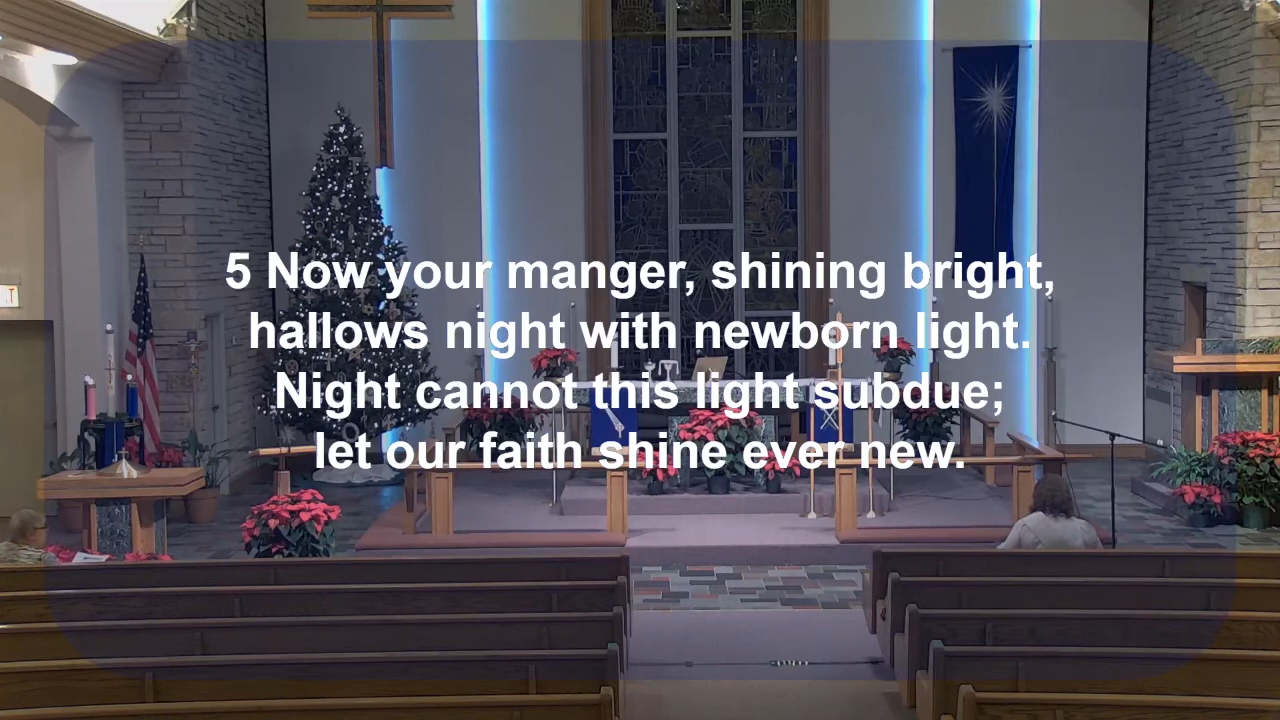 5 Now your manger, shining bright,
hallows night with newborn light.
Night cannot this light subdue;
let our faith shine ever new.